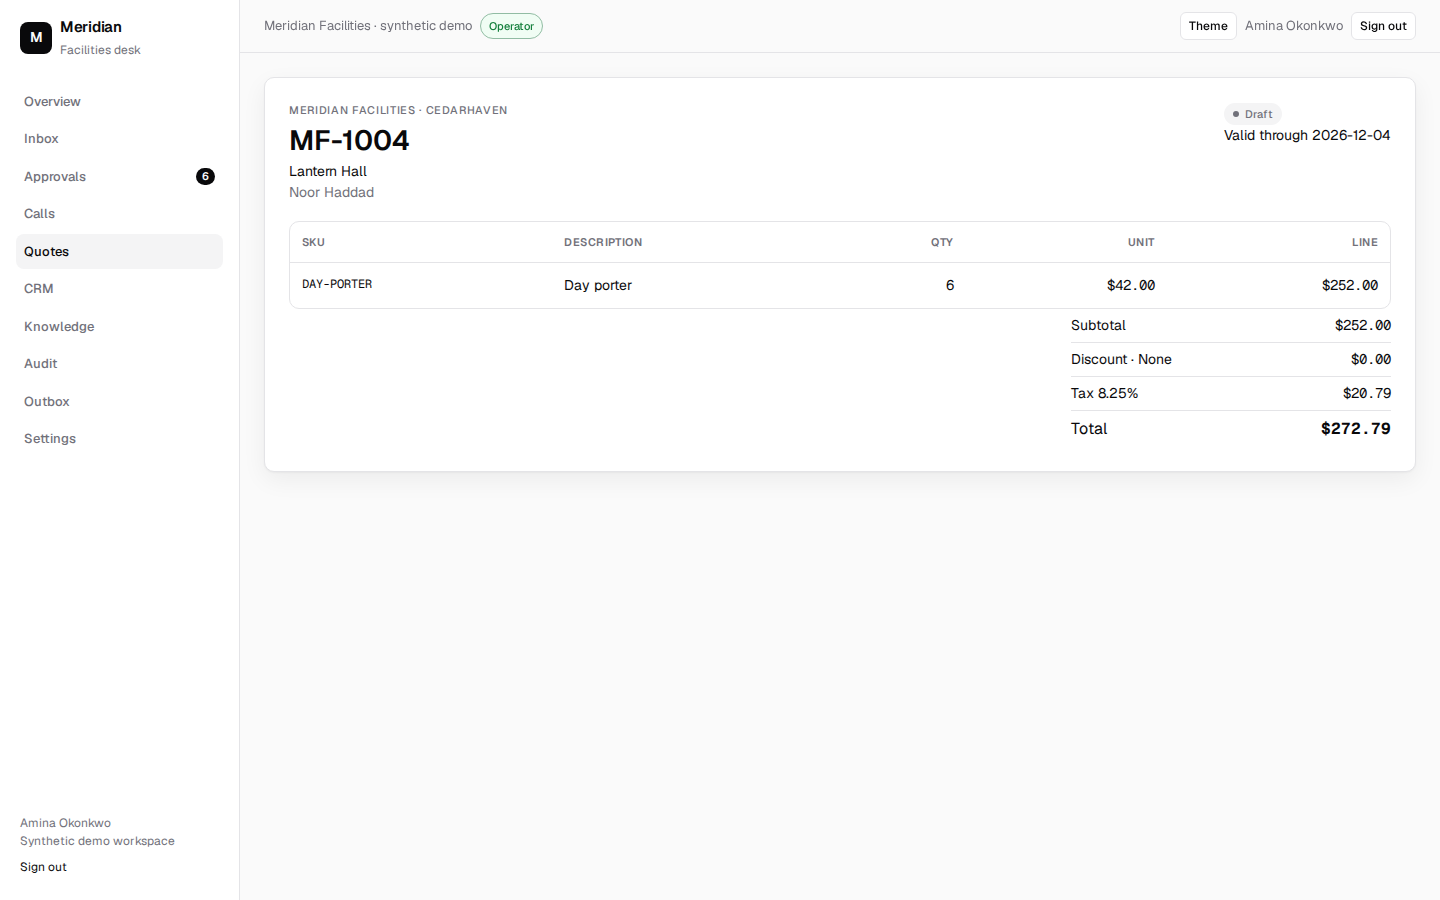 M
Meridian
Facilities desk
Overview
Inbox
Approvals 6
Calls
Quotes
CRM
Knowledge
Audit
Outbox
Settings
Amina Okonkwo
Synthetic demo workspace
Sign out
Meridian Facilities · synthetic demo Operator Theme Amina Okonkwo Sign out
MERIDIAN FACILITIES · CEDARHAVEN
MF-1004
Lantern Hall
Noor Haddad
Draft
Valid through 2026-12-04
SKU DESCRIPTION QTY UNIT LINE
DAY-PORTER Day porter 6 $42.00 $252.00
Subtotal $252.00
Discount · None $0.00
Tax 8.25% $20.79
Total $272.79